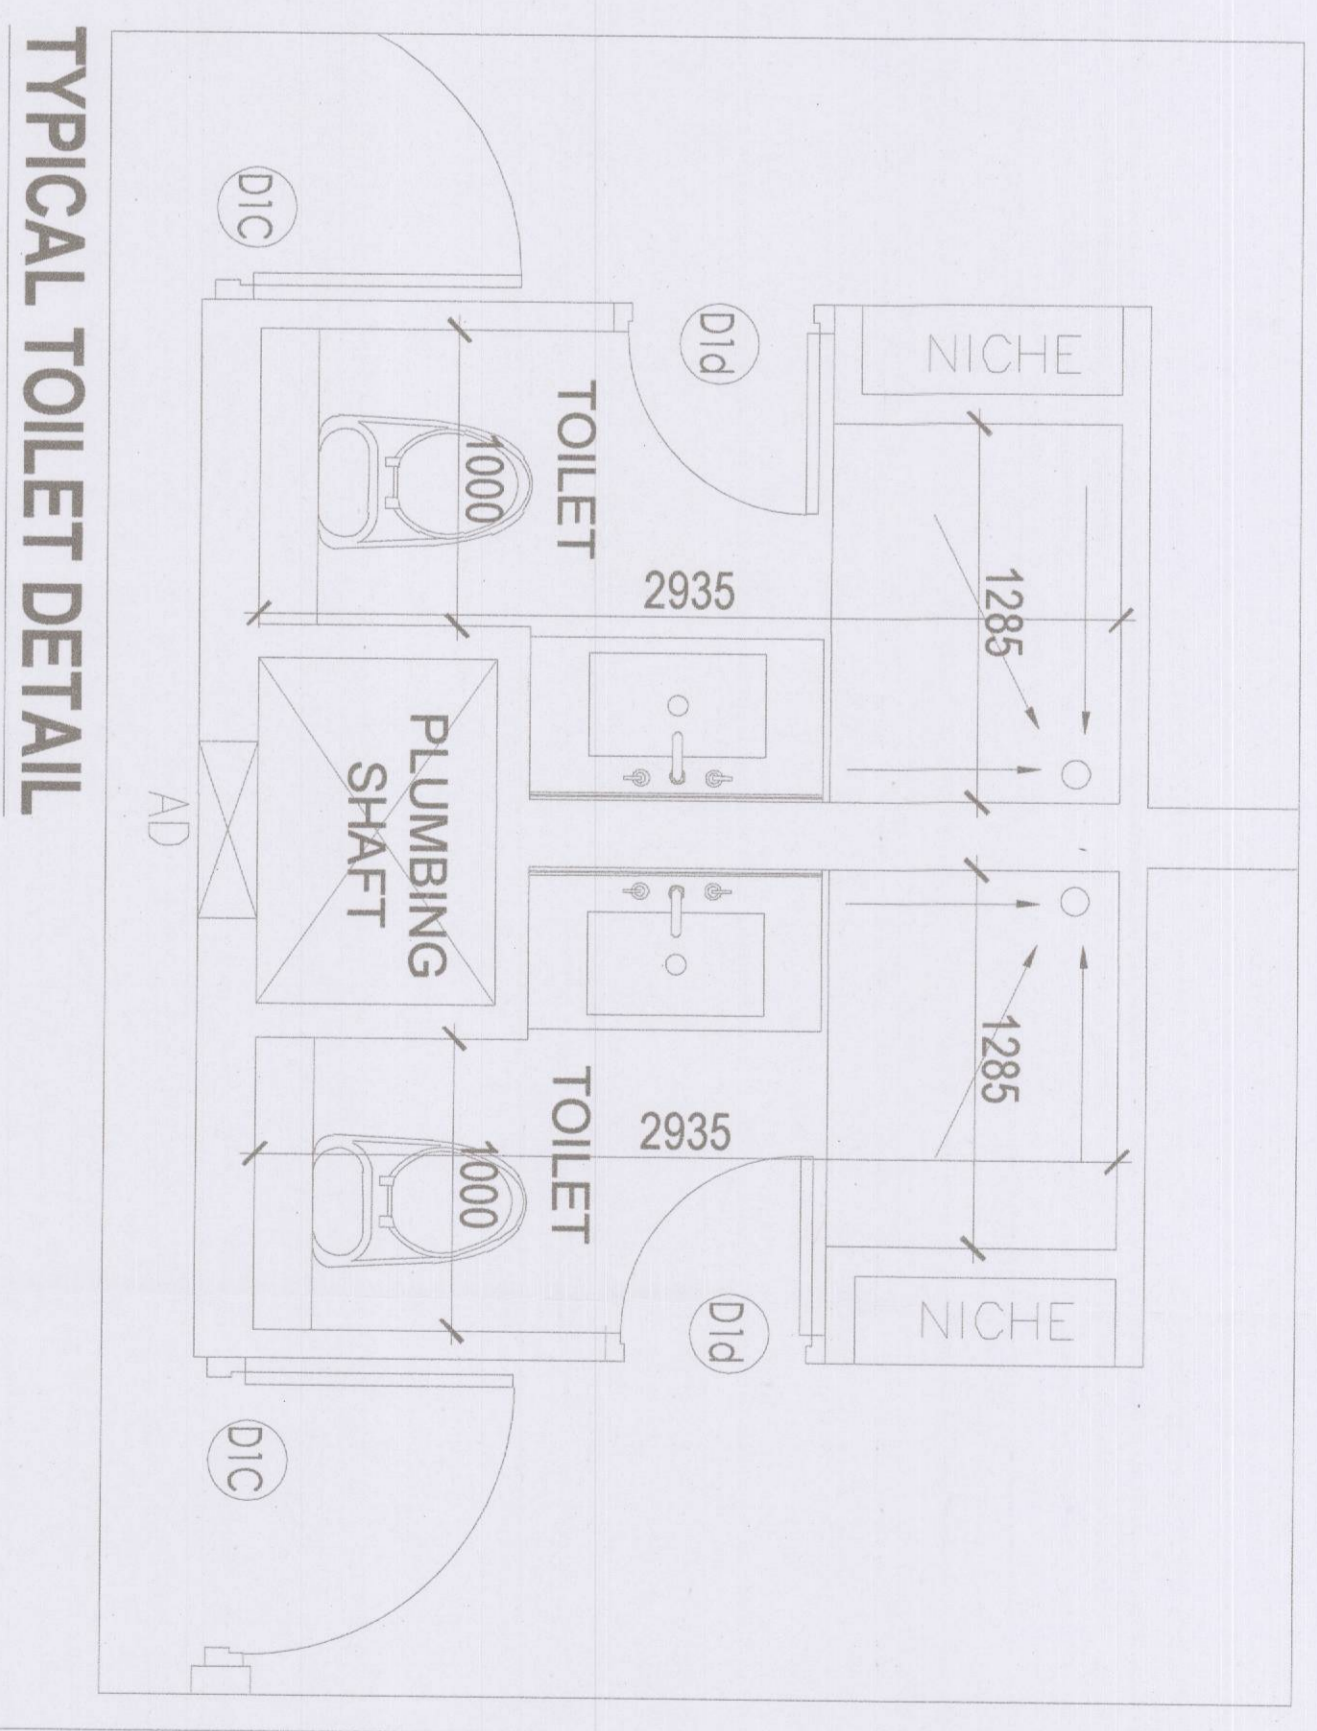 NICHE
NICHE
1285
1285
D1d
D1d
2935
2935
TOILET
TOILET
1000
1000
PLUMBING
SHAFT
D1C
D1C
AD
TYPICAL TOILET DETAIL